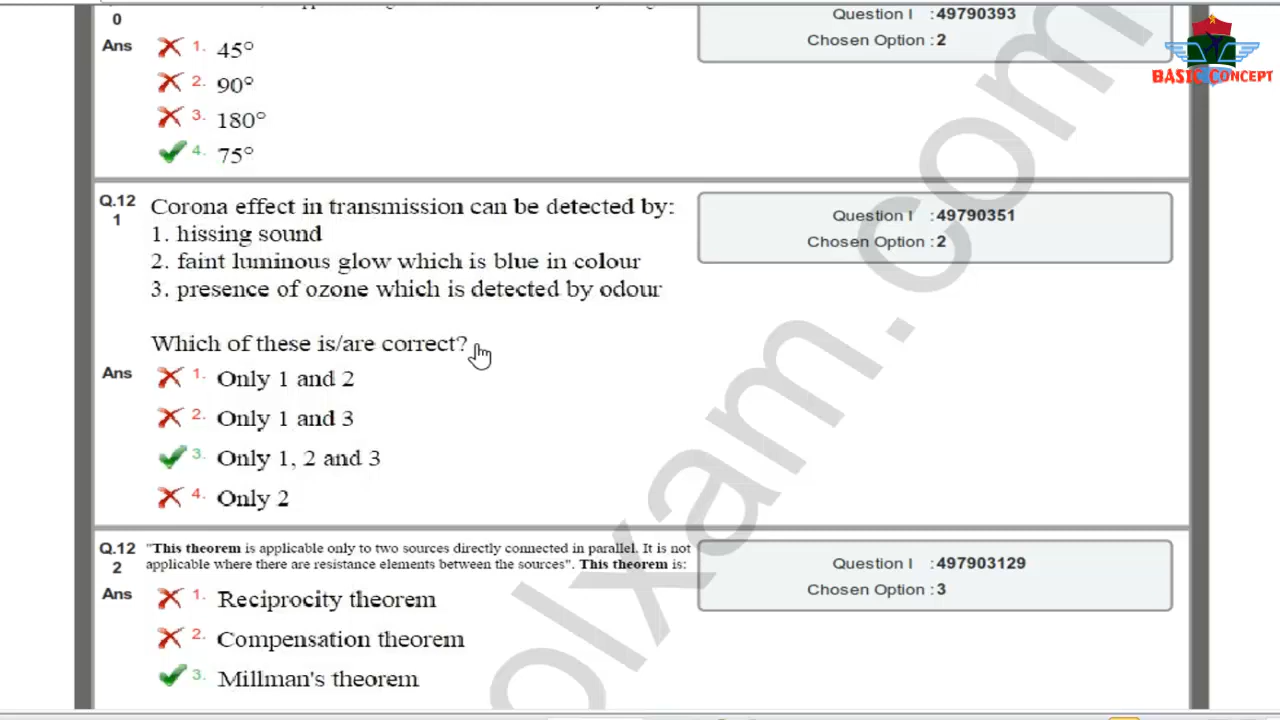 0
Question I : 49790393
Chosen Option : 2
Ans
1. 45°
2. 90°
3. 180°
4. 75°
BASIC CONCEPT
Q.12
1
Corona effect in transmission can be detected by:
1. hissing sound
2. faint luminous glow which is blue in colour
3. presence of ozone which is detected by odour
Which of these is/are correct?
Question I : 49790351
Chosen Option : 2
Ans
1. Only 1 and 2
2. Only 1 and 3
3. Only 1, 2 and 3
4. Only 2
Q.12
2
"This theorem is applicable only to two sources directly connected in parallel. It is not
applicable where there are resistance elements between the sources". This theorem is:
Question I : 497903129
Chosen Option : 3
Ans
1. Reciprocity theorem
2. Compensation theorem
3. Millman's theorem
olxam.com